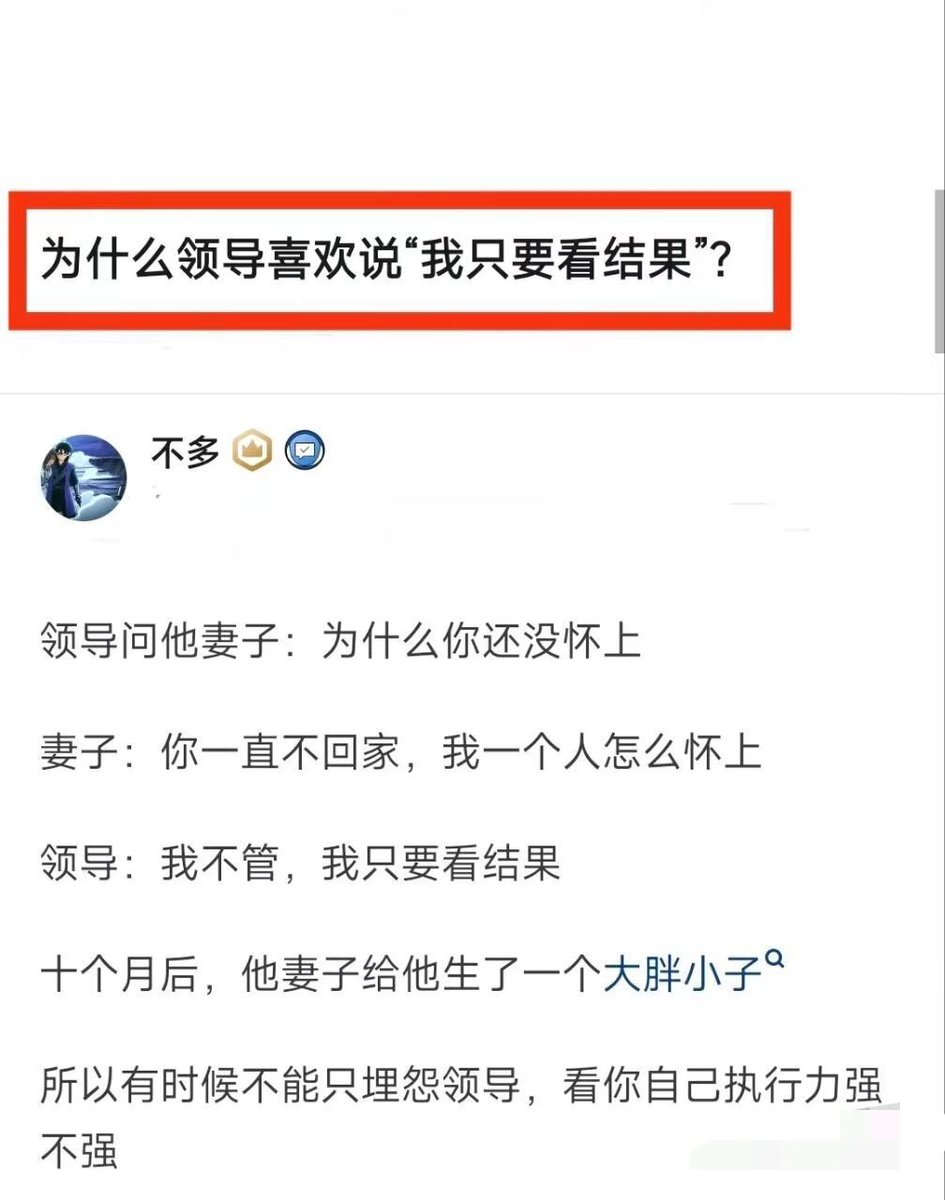 为什么领导喜欢说“我只要看结果”?
不多
领导问他妻子：为什么你还没怀上
妻子：你一直不回家，我一个人怎么怀上
领导：我不管，我只要看结果
十个月后，他妻子给他生了一个大胖小子
所以有时候不能只埋怨领导，看你自己执行力强
不强